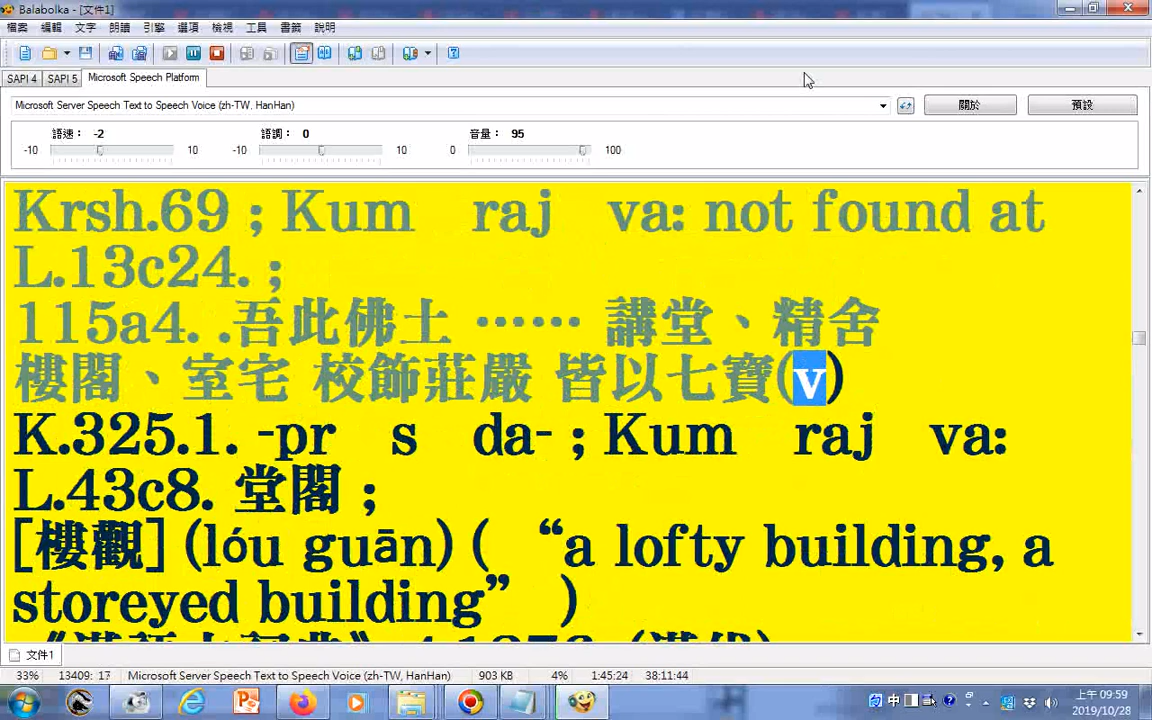 Balabolka - [文件1]
檔案 編輯 文字 朗讀 引擎 選項 檢視 工具 書籤 說明
SAPI 4 SAPI 5 Microsoft Speech Platform
Microsoft Server Speech Text to Speech Voice (zh-TW, HanHan) 關於 預設
語速： -2 語調： 0 音量： 95
-10 10 -10 10 0 100
Krsh.69 ; Kum raj va: not found at
L.13c24. ;
115a4. .吾此佛土 …… 講堂、精舍
樓閣、室宅 校飾莊嚴 皆以七寶(v)
K.325.1. -pr s da- ; Kum raj va:
L.43c8. 堂閣 ;
[樓觀] (lóu guān) ( “a lofty building, a
storeyed building” )
文件1
33% 13409: 17 Microsoft Server Speech Text to Speech Voice (zh-TW, HanHan) 903 KB 4% 1:45:24 38:11:44
中 上午 09:59
2019/10/28